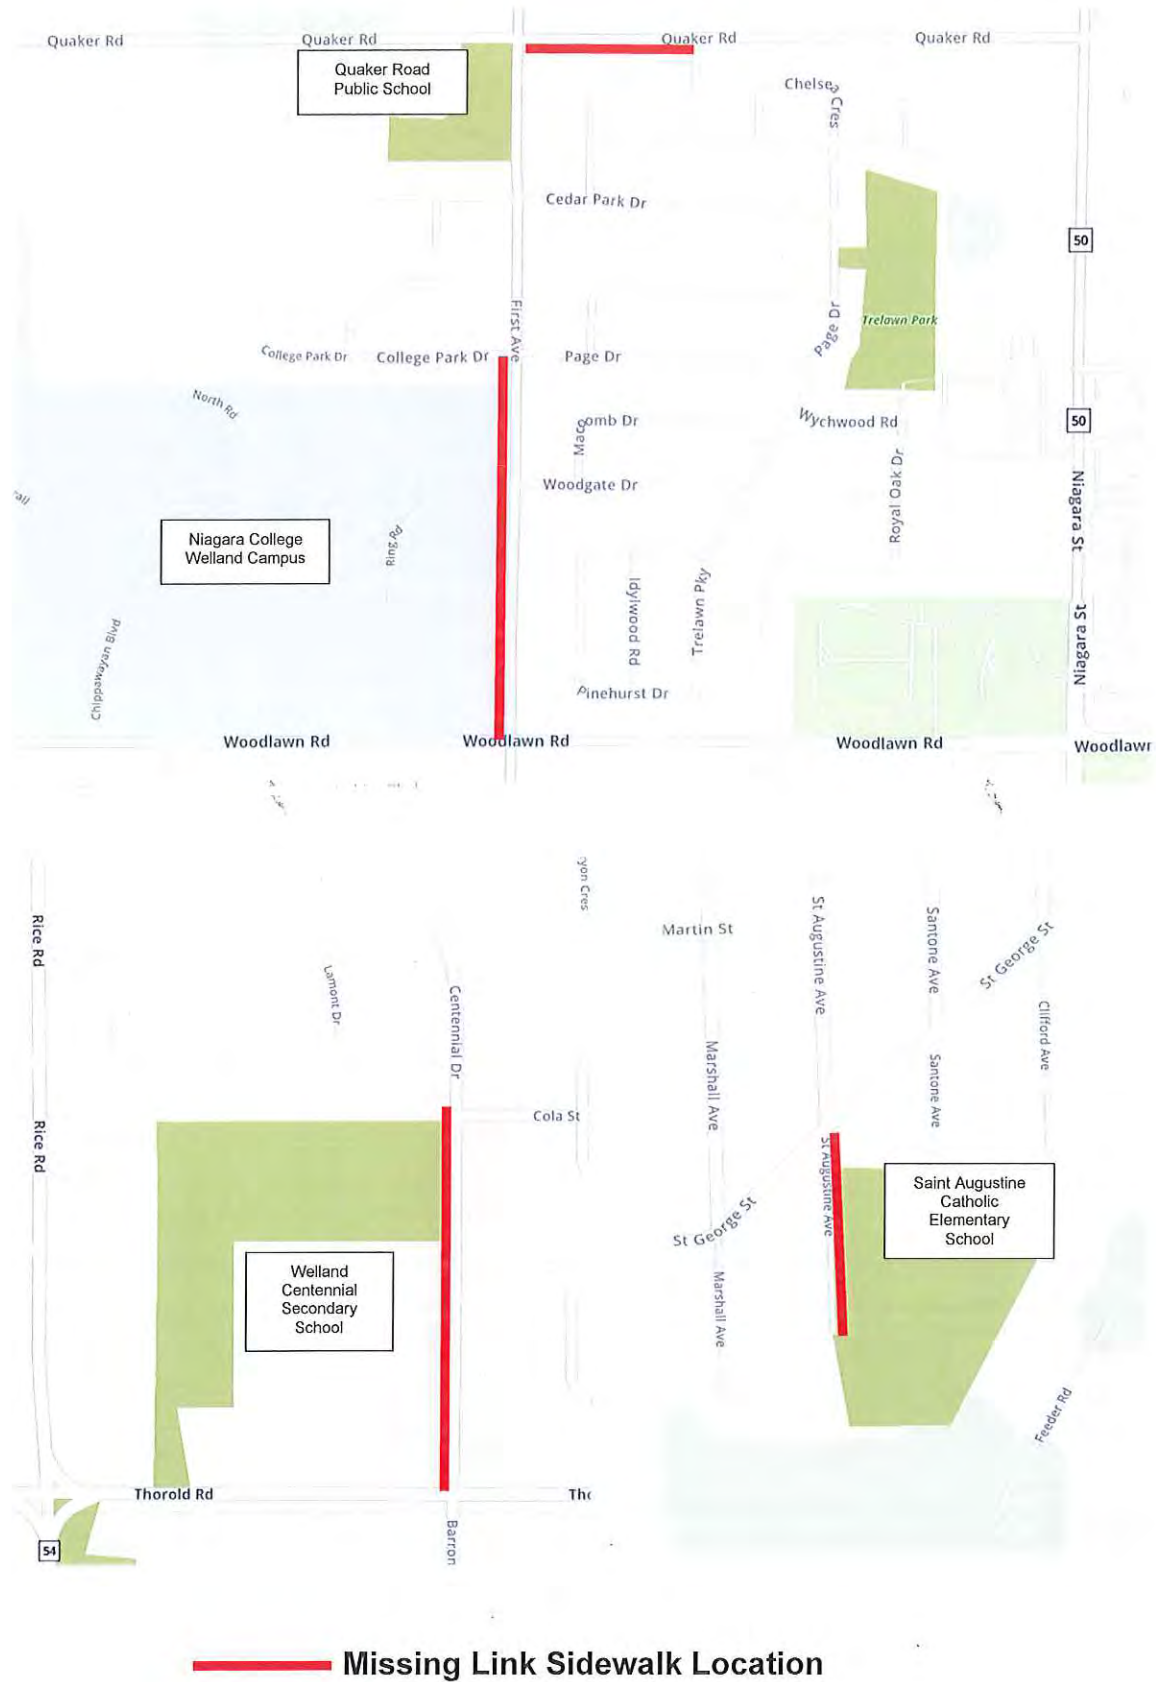 Quaker Rd
Quaker Rd
Quaker Rd
Quaker Rd
Quaker Road
Public School
Chelsea Cres
Cedar Park Dr
50
First Ave
Page Dr
Trelawn Park
College Park Dr
College Park Dr
Page Dr
North Rd
Macomb Dr
Wychwood Rd
50
Woodgate Dr
Royal Oak Dr
Niagara St
Niagara College
Welland Campus
Ring Rd
Idylwood Rd
Trelawn Pky
Niagara St
Chippawayan Blvd
Pinehurst Dr
Woodlawn Rd
Woodlawn Rd
Woodlawn Rd
Woodlawr
yon Cres
Rice Rd
Lamont Dr
Centennial Dr
Martin St
St Augustine Ave
Santone Ave
St George St
Clifford Ave
Marshall Ave
Santone Ave
Cola St
Rice Rd
St Augustine Ave
Saint Augustine
Catholic
Elementary
School
St George St
Welland
Centennial
Secondary
School
Marshall Ave
Feeder Rd
Thorold Rd
Tho
Barron
54
Missing Link Sidewalk Location